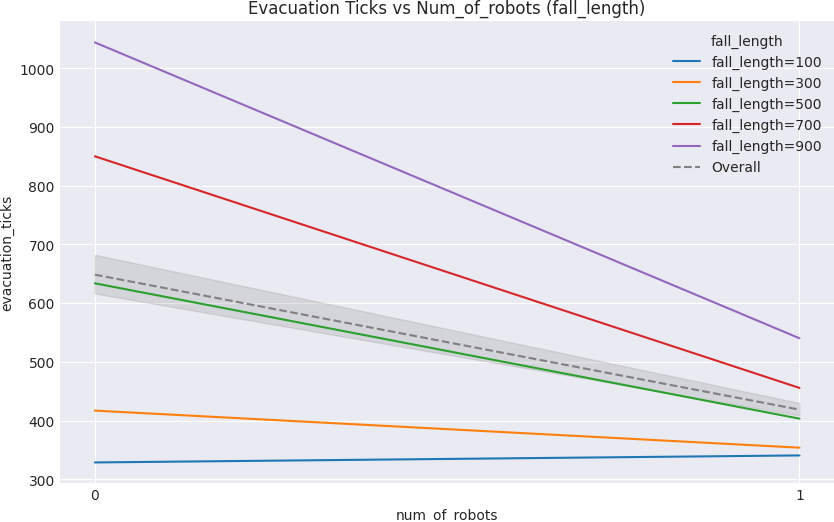 Evacuation Ticks vs Num_of_robots (fall_length)
fall_length
fall_length=100
fall_length=300
fall_length=500
fall_length=700
fall_length=900
Overall
evacuation_ticks
1000
900
800
700
600
500
400
300
0
1
num_of_robots